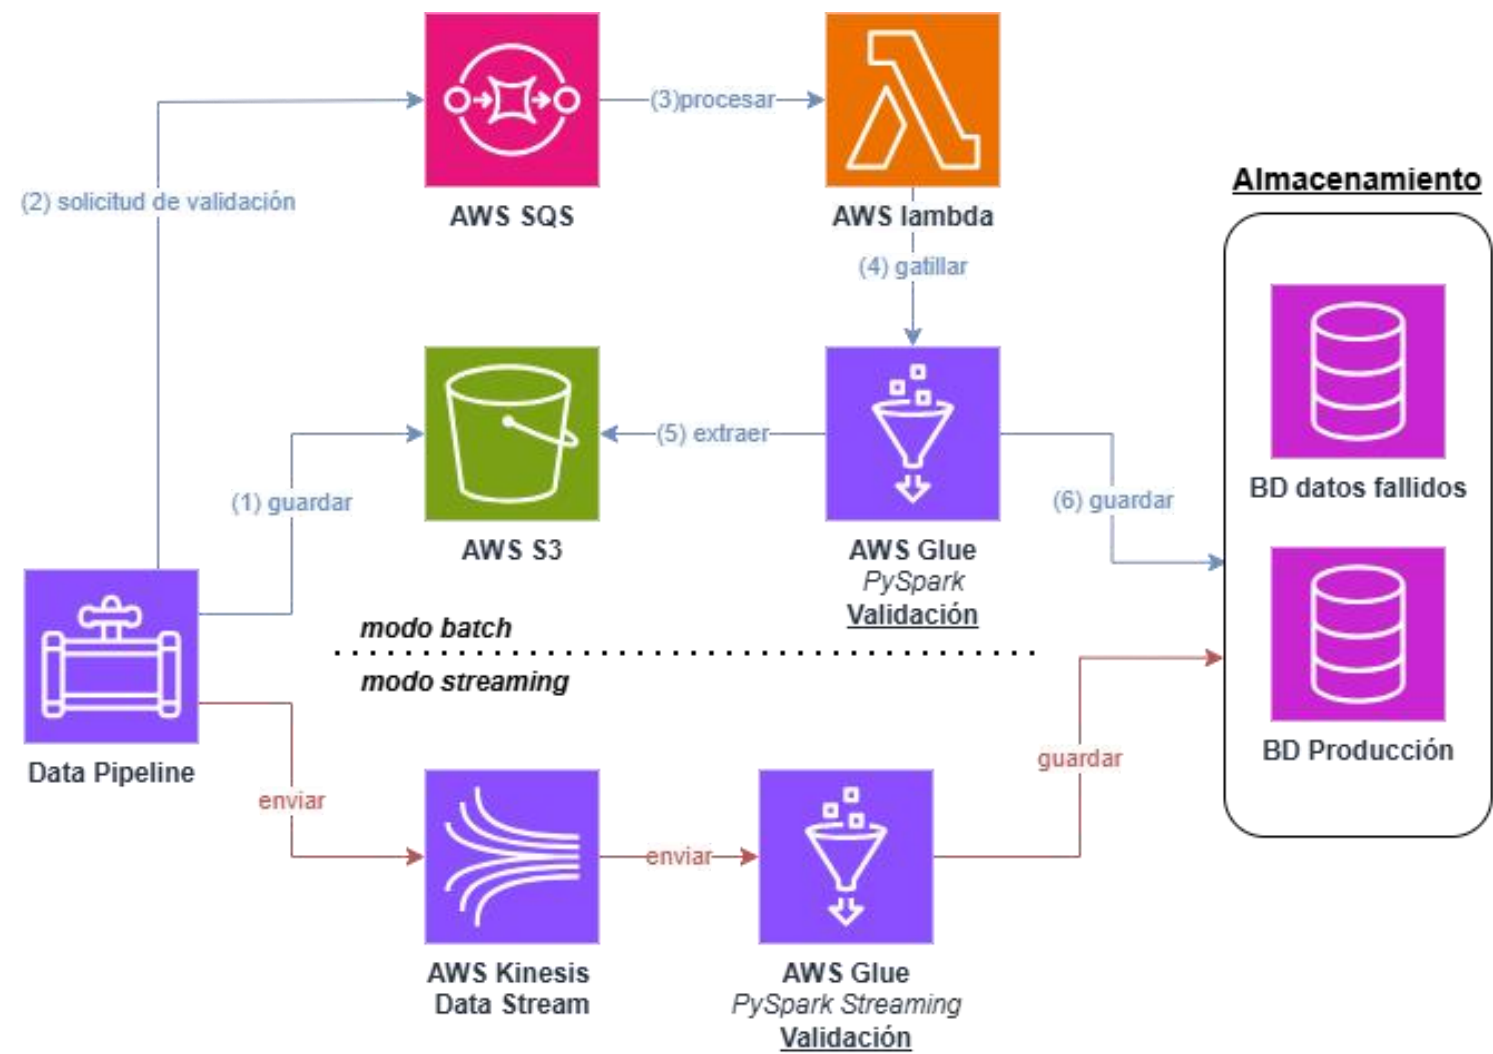 (3)procesar
AWS SQS
AWS lambda
(2) solicitud de validación
(4) gatillar
Almacenamiento
BD datos fallidos
(5) extraer
(1) guardar
(6) guardar
AWS S3
AWS Glue
PySpark
Validación
modo batch
modo streaming
BD Producción
Data Pipeline
enviar
guardar
enviar
AWS Kinesis
Data Stream
AWS Glue
PySpark Streaming
Validación